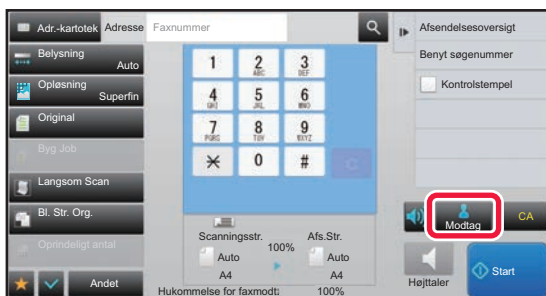 Adr.-kartotek Adresse Faxnummer
Belysning
Auto
Opløsning
Superfin
Original
Byg Job
Langsom Scan
Bl. Str. Org.
Oprindeligt antal
Andet
1 2 3
ABC DEF
4 5 6
GHI JKL MNO
7 8 9
PQRS TUV WXYZ
0 #
C
Scanningsstr. Afs.Str.
100%
Auto Auto
A4 A4
Hukommelse for faxmodt: 100%
Afsendelsesoversigt
Benyt søgenummer
Kontrolstempel
Modtag
CA
Højttaler
Start